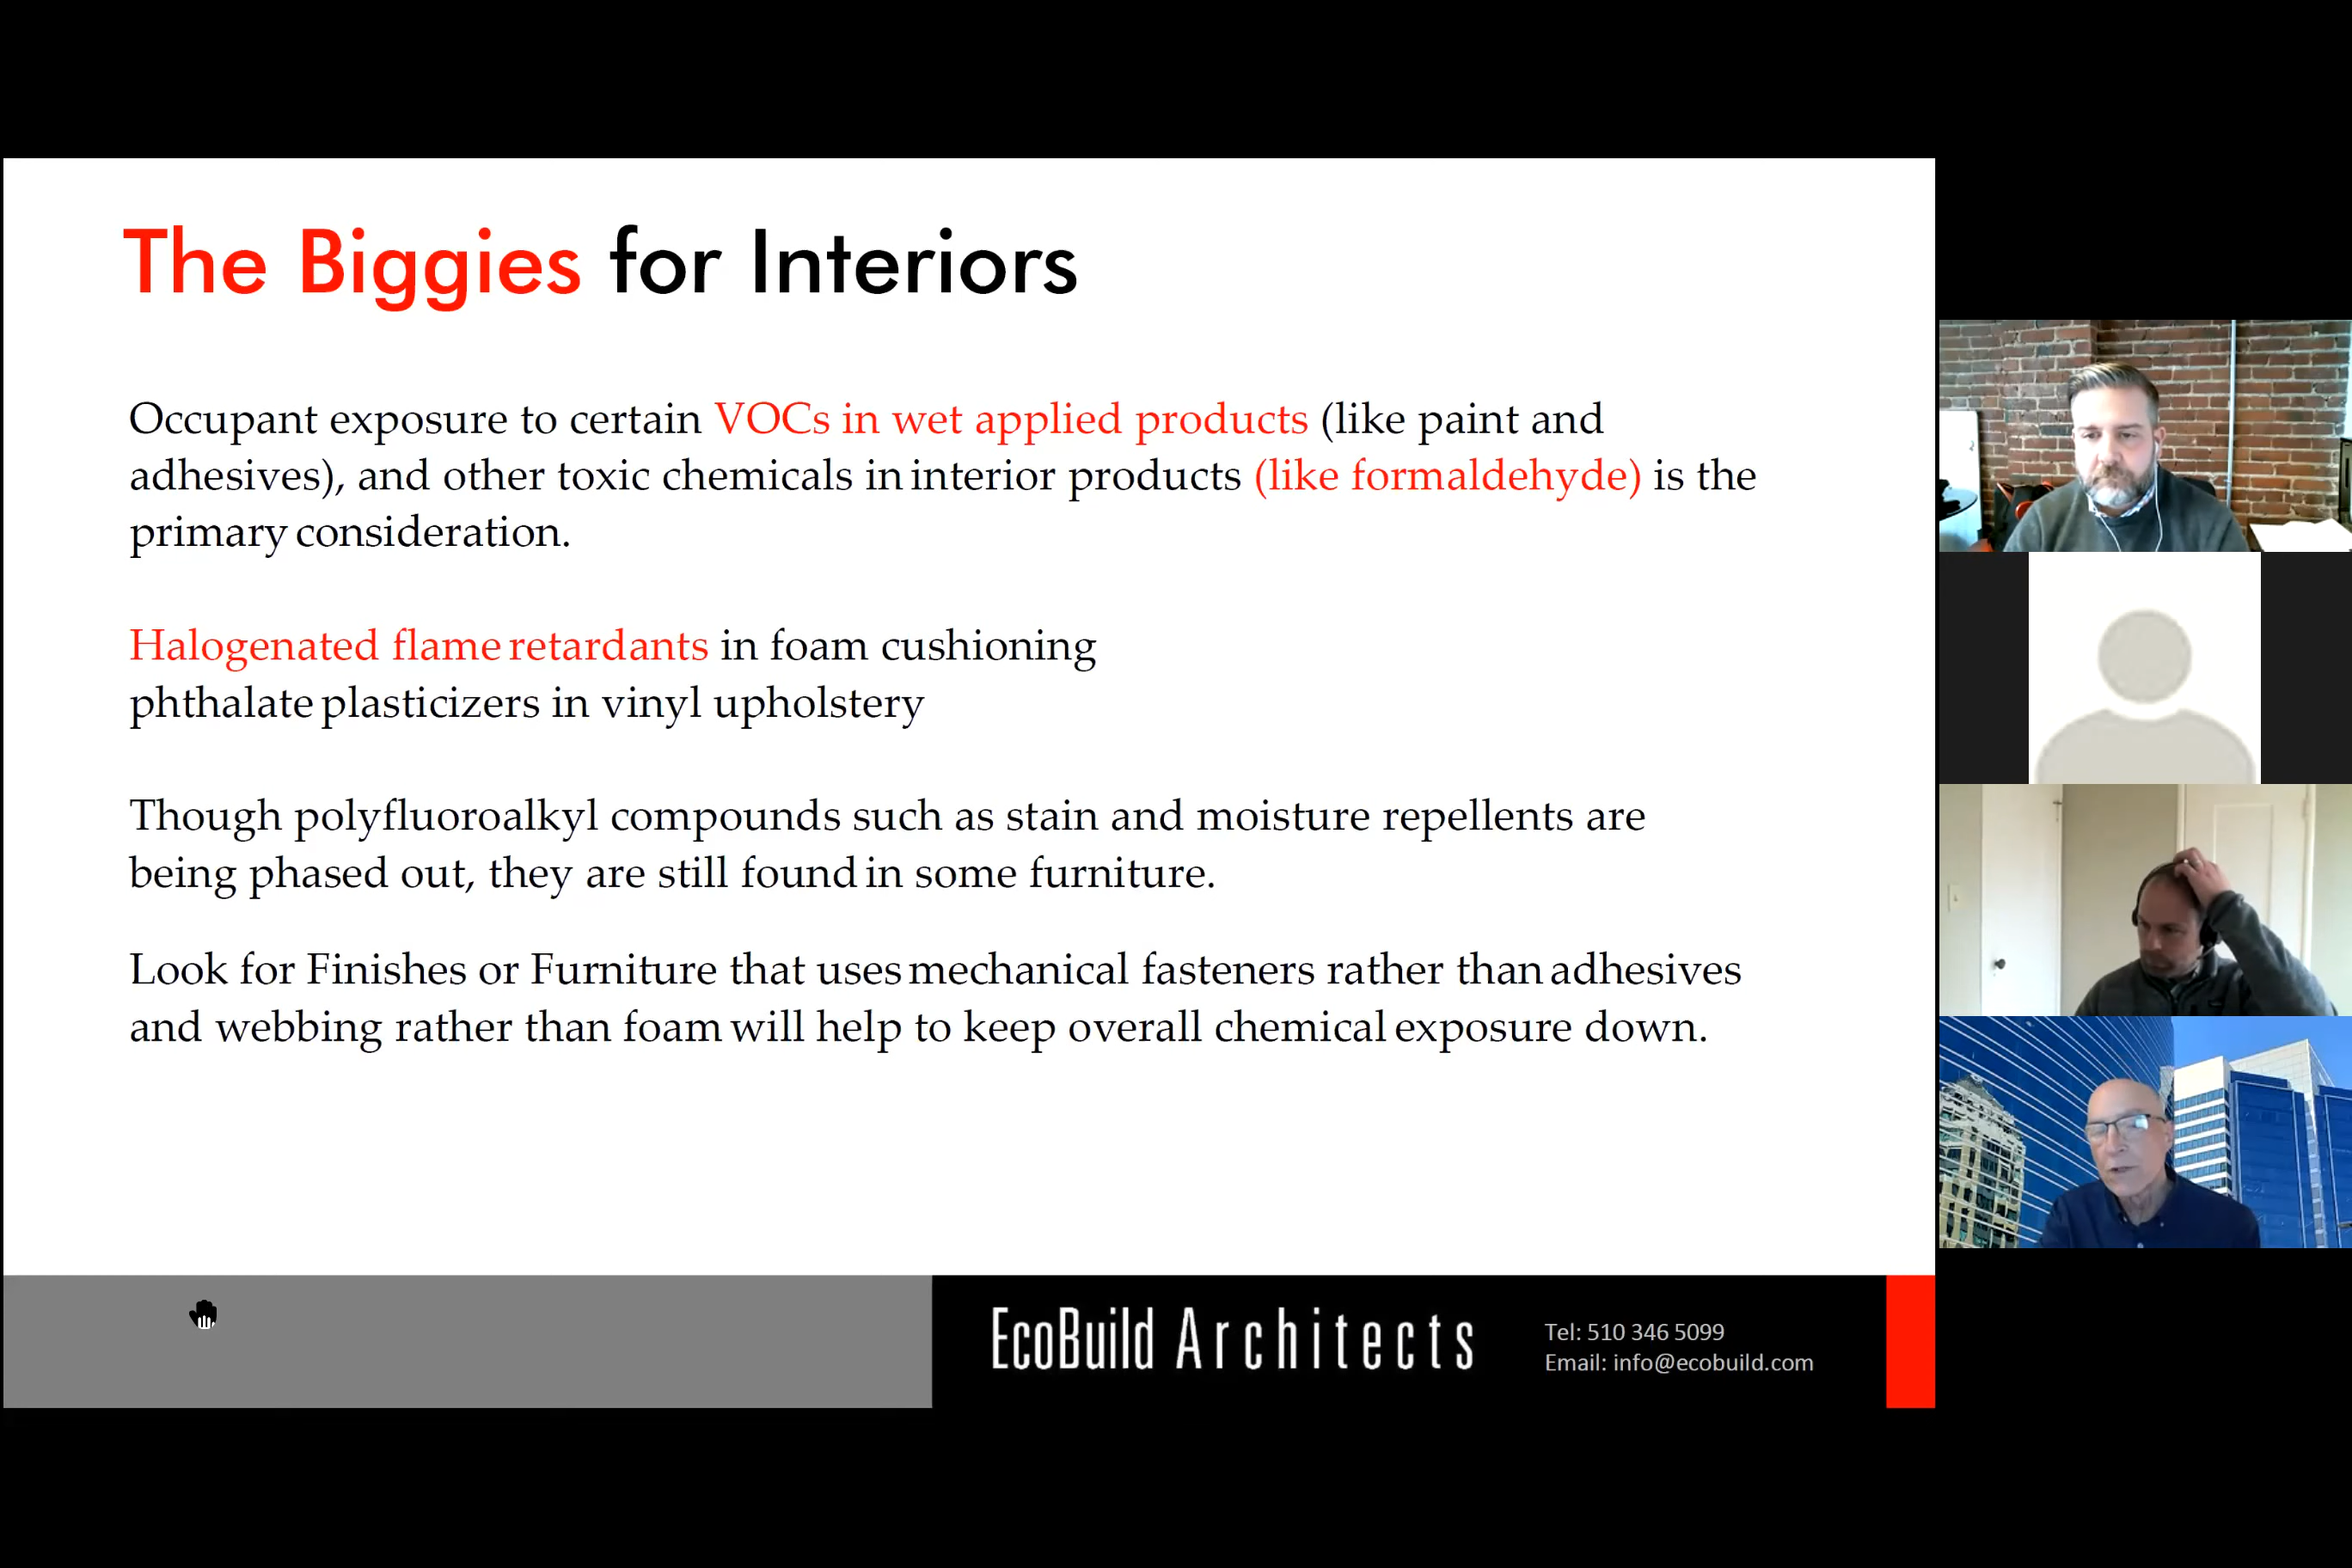 The Biggies for Interiors
Occupant exposure to certain VOCs in wet applied products (like paint and
adhesives), and other toxic chemicals in interior products (like formaldehyde) is the
primary consideration.
Halogenated flame retardants in foam cushioning
phthalate plasticizers in vinyl upholstery
Though polyfluoroalkyl compounds such as stain and moisture repellents are
being phased out, they are still found in some furniture.
Look for Finishes or Furniture that uses mechanical fasteners rather than adhesives
and webbing rather than foam will help to keep overall chemical exposure down.
EcoBuild Architects
Tel: 510 346 5099
Email: info@ecobuild.com